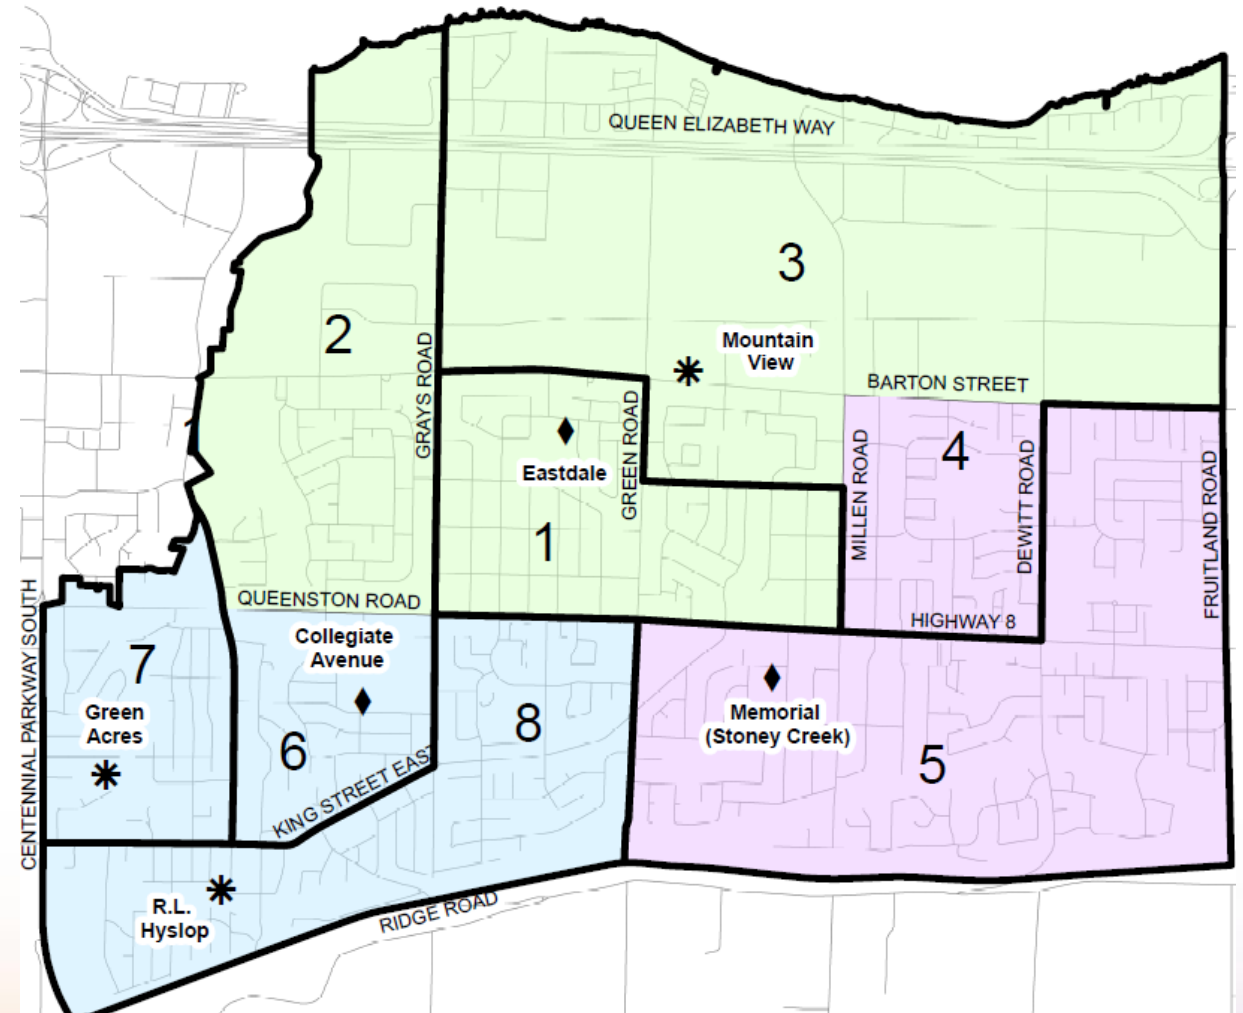 QUEEN ELIZABETH WAY
3
2
GRAYS ROAD
Mountain
View
BARTON STREET
GREEN ROAD
Eastdale
1
MILLEN ROAD
4
DEWITT ROAD
FRUITLAND ROAD
HIGHWAY 8
QUEENSTON ROAD
CENTENNIAL PARKWAY SOUTH
7
Green
Acres
Collegiate
Avenue
6
KING STREET EAST
8
Memorial
(Stoney Creek)
5
R.L.
Hyslop
RIDGE ROAD